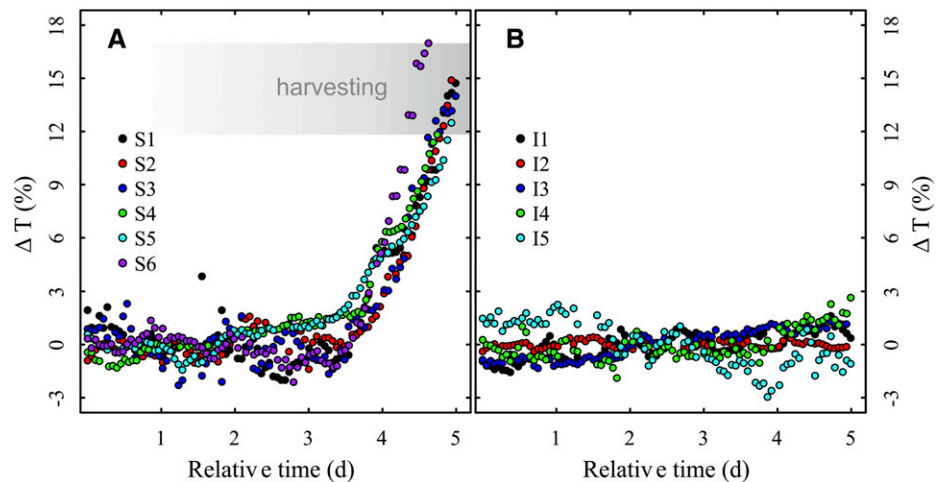 A
harvesting
S1
S2
S3
S4
S5
S6
18
15
12
9
6
3
0
-3
Δ T (%)
1 2 3 4 5
Relative time (d)
B
I1
I2
I3
I4
I5
18
15
12
9
6
3
0
-3
Δ T (%)
1 2 3 4 5
Relative time (d)